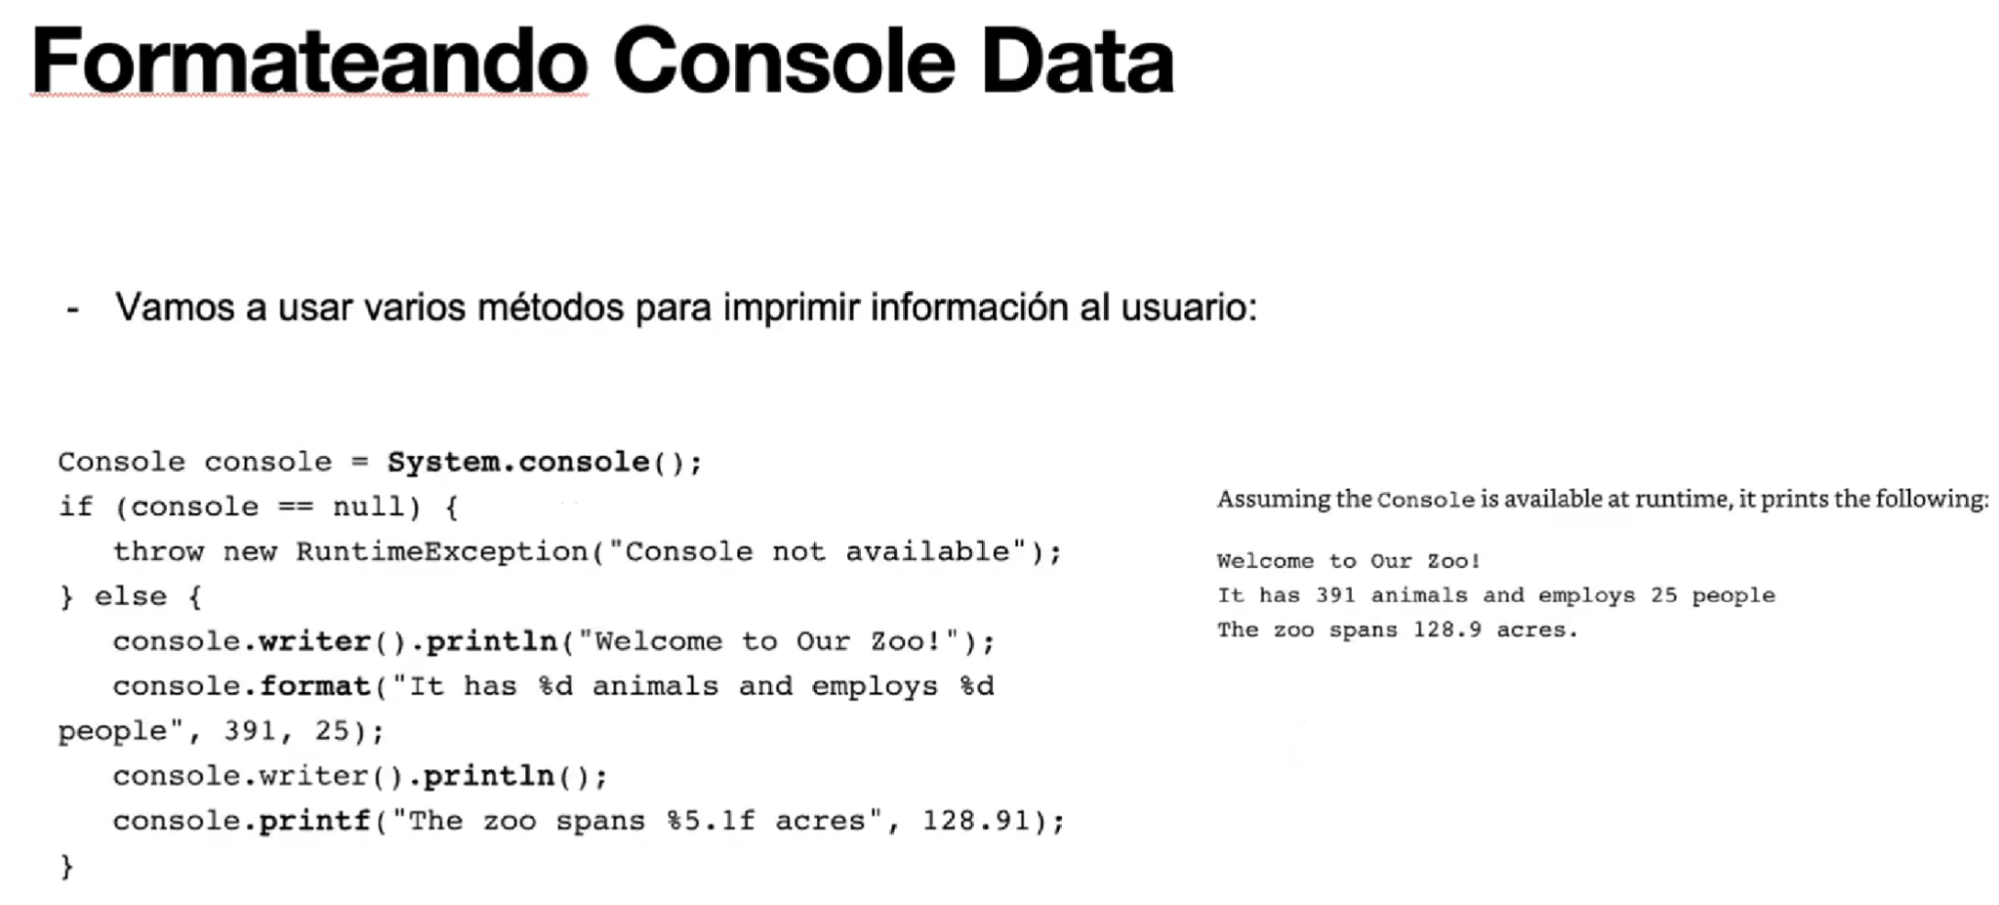 Formateando Console Data
- Vamos a usar varios métodos para imprimir información al usuario:
Console console = System.console();
if (console == null) {
   throw new RuntimeException("Console not available");
} else {
   console.writer().println("Welcome to Our Zoo!");
   console.format("It has %d animals and employs %d
people", 391, 25);
   console.writer().println();
   console.printf("The zoo spans %5.1f acres", 128.91);
}
Assuming the Console is available at runtime, it prints the following:
Welcome to Our Zoo!
It has 391 animals and employs 25 people
The zoo spans 128.9 acres.